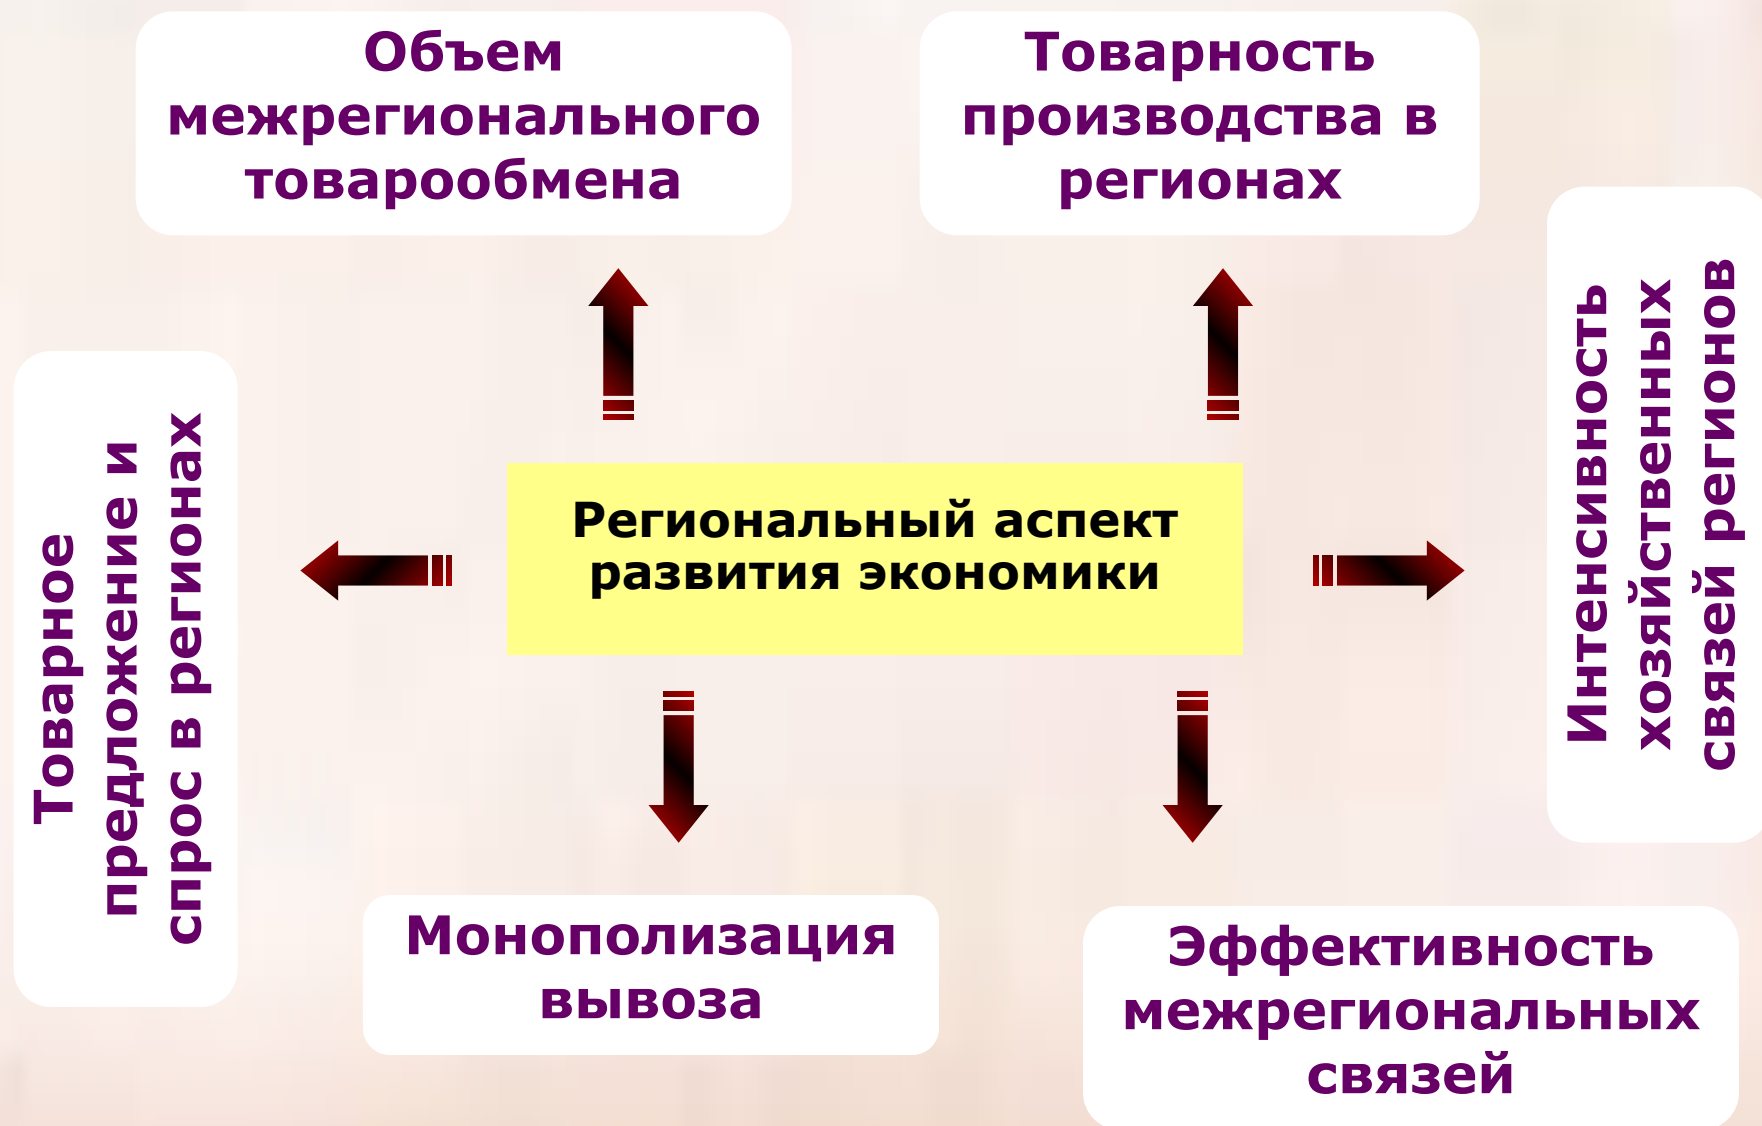 Объем
межрегионального
товарообмена
Товарность
производства в
регионах
Интенсивность
хозяйственных
связей регионов
Товарное
предложение и
спрос в регионах
Региональный аспект
развития экономики
Монополизация
вывоза
Эффективность
межрегиональных
связей